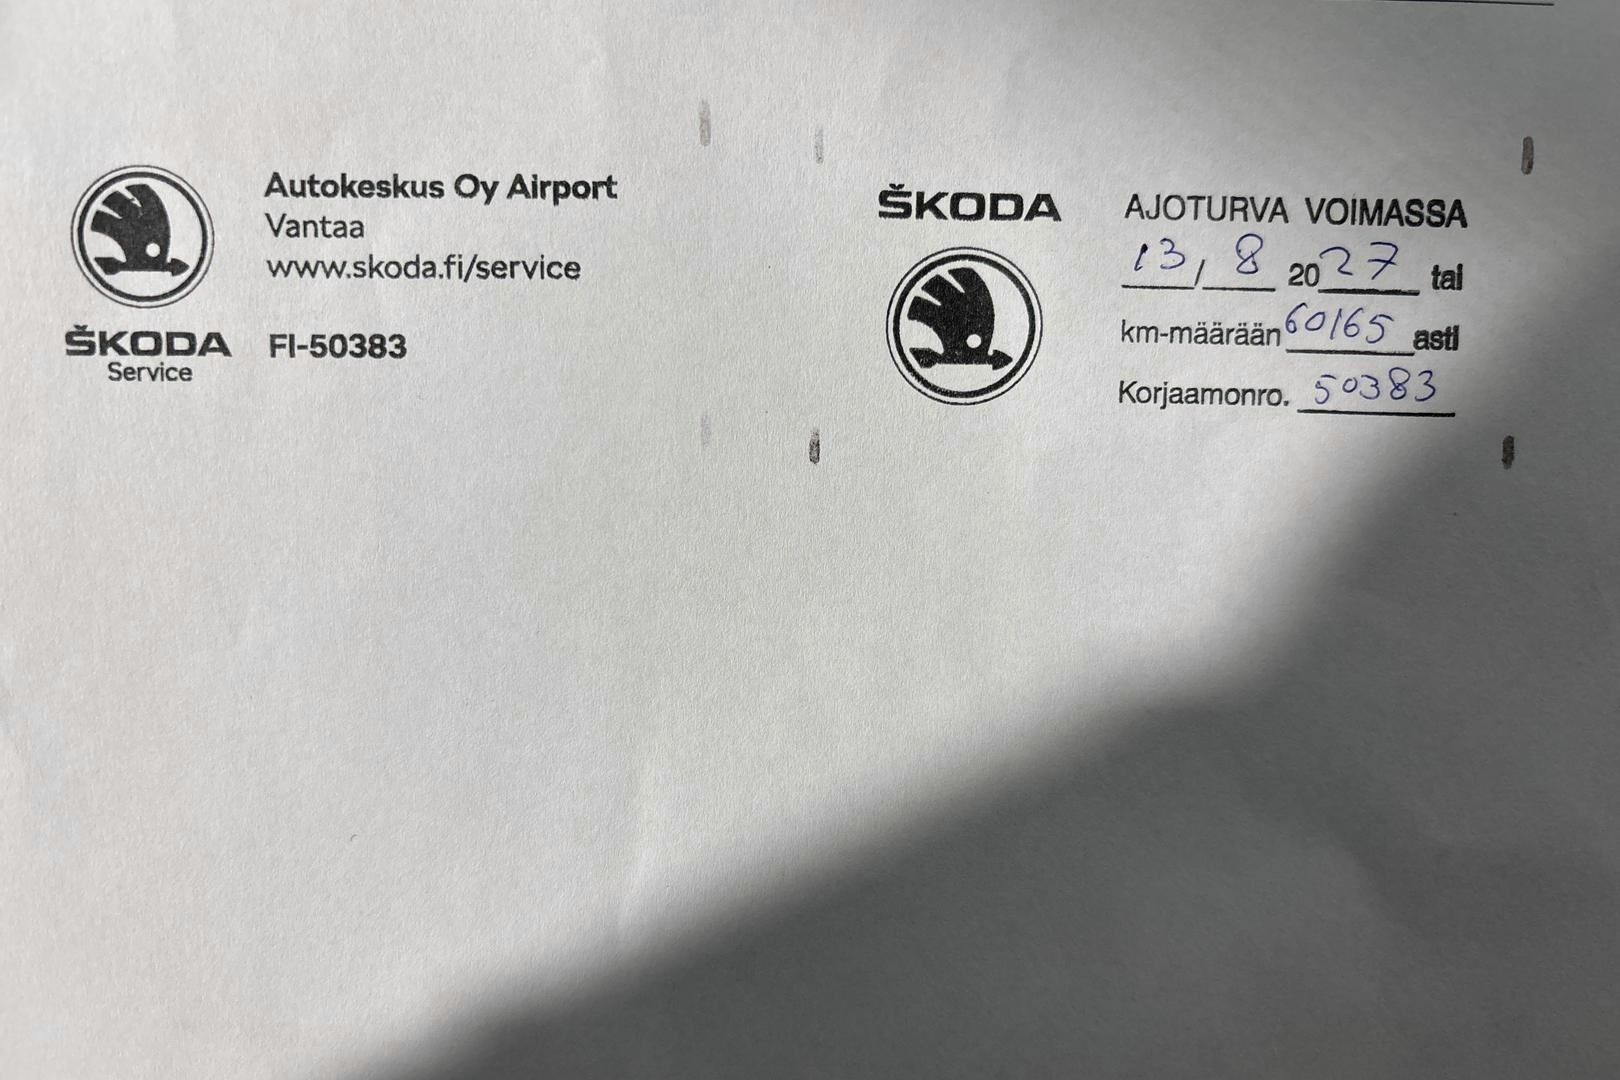 Autokeskus Oy Airport
Vantaa
www.skoda.fi/service
ŠKODA
Service
FI-50383
ŠKODA
AJOTURVA VOIMASSA
13 / 8 2027 tai
km-määrään 60165 asti
Korjaamonro. 50383